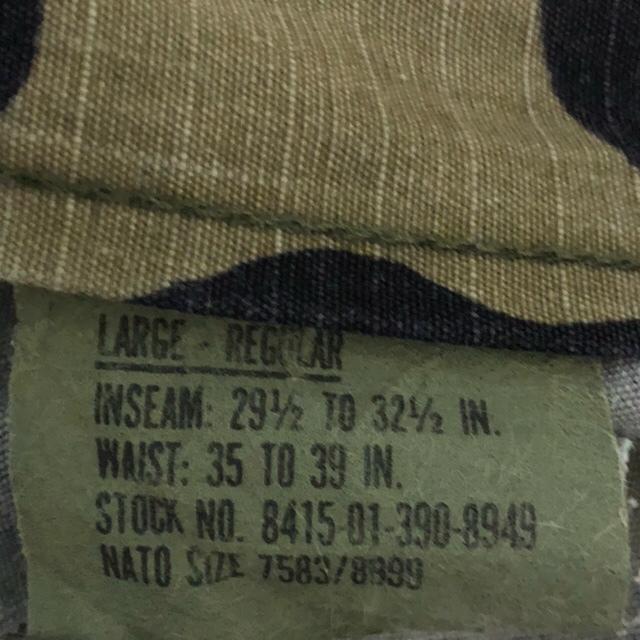 LARGE - REGULAR
INSEAM: 29½ TO 32½ IN.
WAIST: 35 TO 39 IN.
STOCK NO. 8415-01-390-8949
NATO SIZE 7583/8999